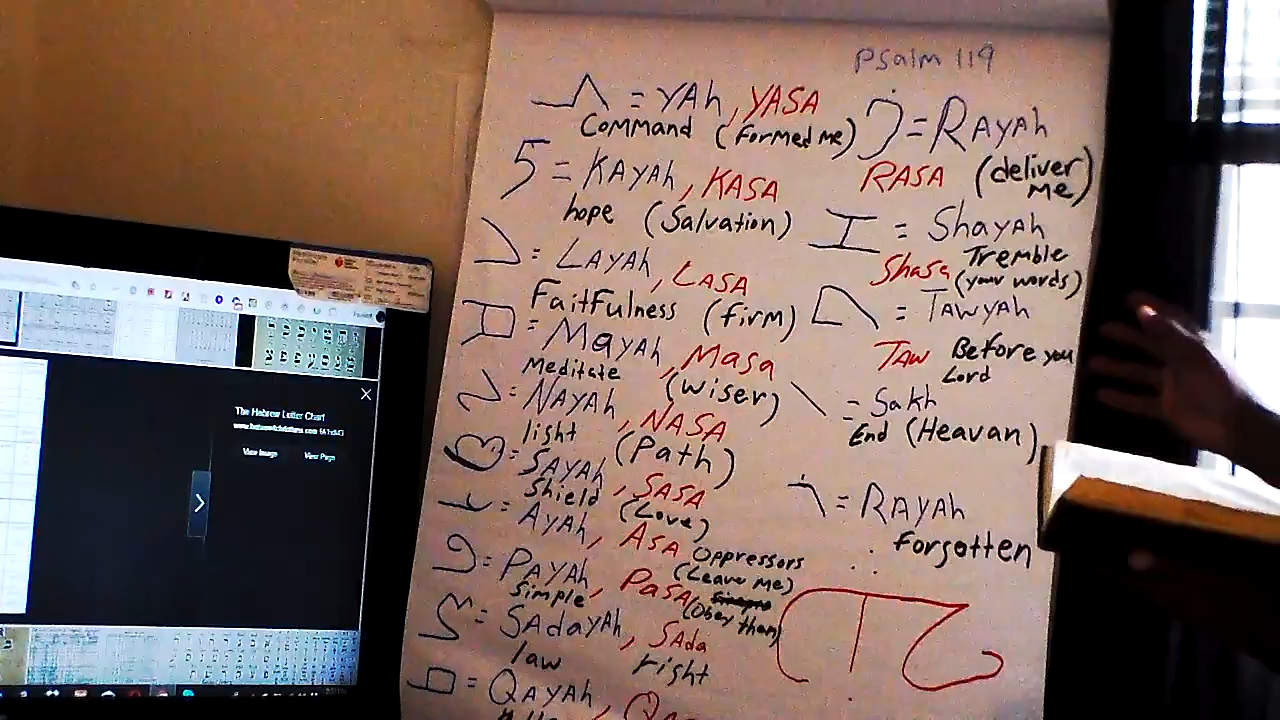 Psalm 119
= YAh, YASA
Command (formed me)
5 = KAYAh, KASA
hope (Salvation)
= LAYAh, LASA
FaitFulness (firm)
= MAYAh, MASA
Meditate (wiser)
= NAYAh, NASA
light (Path)
= SAYAh, SASA
Shield (Love)
= AYAh, ASA Oppressors
(Leave me)
= PAYAh, PaSA
Simple (Obey them)
= SAdaYAh, SAda
law right
= QAYAh,
= RAYAh
RASA (deliver me)
= ShayAh
Tremble
Shasa (your words)
= TAWYAh
TAW Before you
Lord
= Sakh
End (Heavan)
= RAYAh
forgotten
The Hebrew Letter Chart
View Image View Page